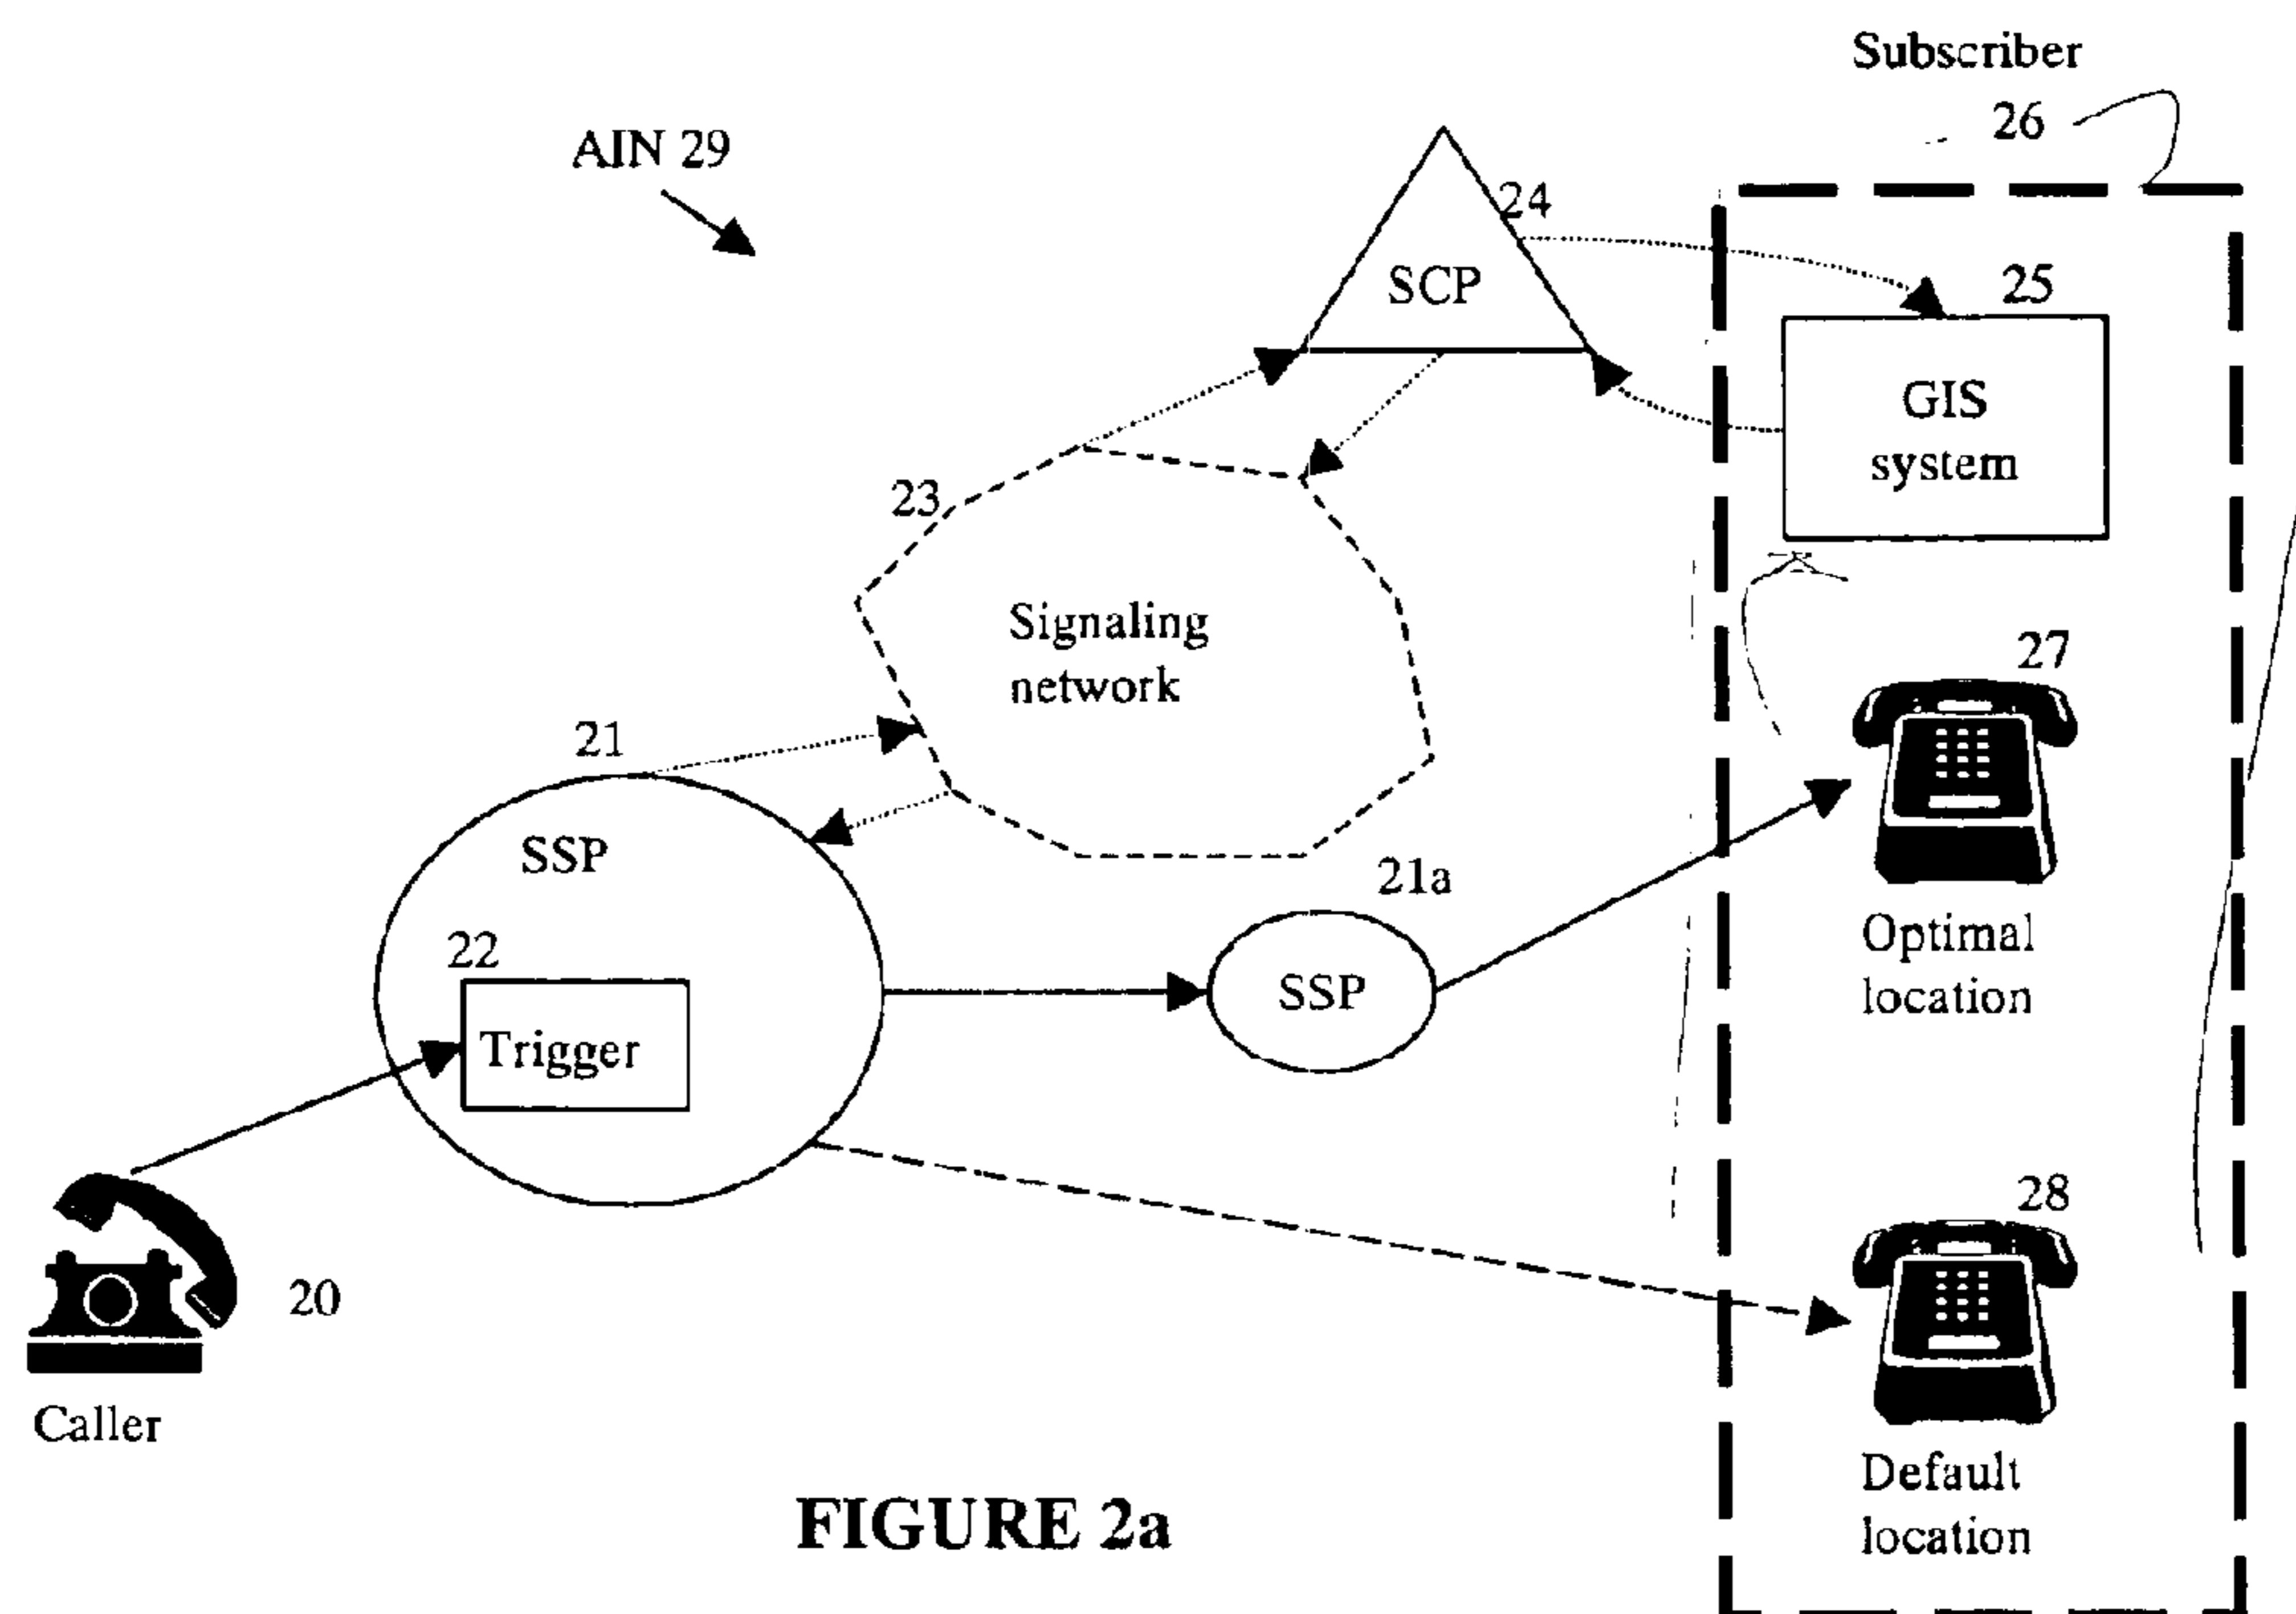 Subscriber
26
AIN 29
24
SCP
25
GIS
system
23
Signaling
network
27
21
SSP
21a
22
Optimal
location
SSP
Trigger
28
20
Caller
Default
location
FIGURE 2a